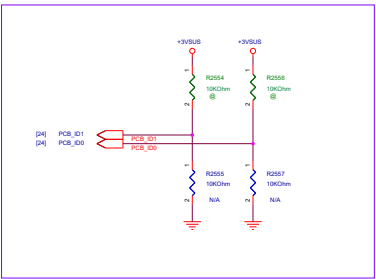 +3VSUS +3VSUS
1 1
R2554 R2558
10KOhm 10KOhm
@ @
2 2
[24] PCB_ID1
PCB_ID1
[24] PCB_ID0
PCB_ID0
1 1
R2555 R2557
10KOhm 10KOhm
2 2
N/A N/A